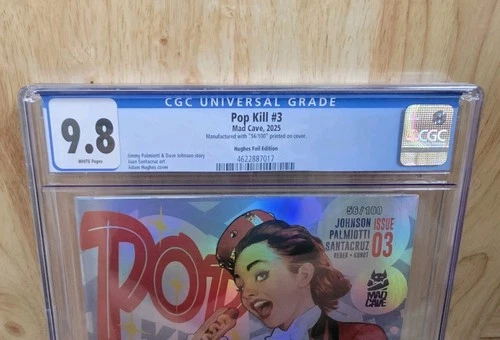 CGC UNIVERSAL GRADE
9.8
WHITE Pages
Pop Kill #3
Mad Cave, 2025
Manufactured with "56/100" printed on cover.
Hughes Foil Edition
Jimmy Palmiotti & Dave Johnson story
Juan Santacruz art
Adam Hughes cover
4622887017
CGC
56/100
JOHNSON
PALMIOTTI
SANTACRUZ
ISSUE
03
MAD
CAVE
POP